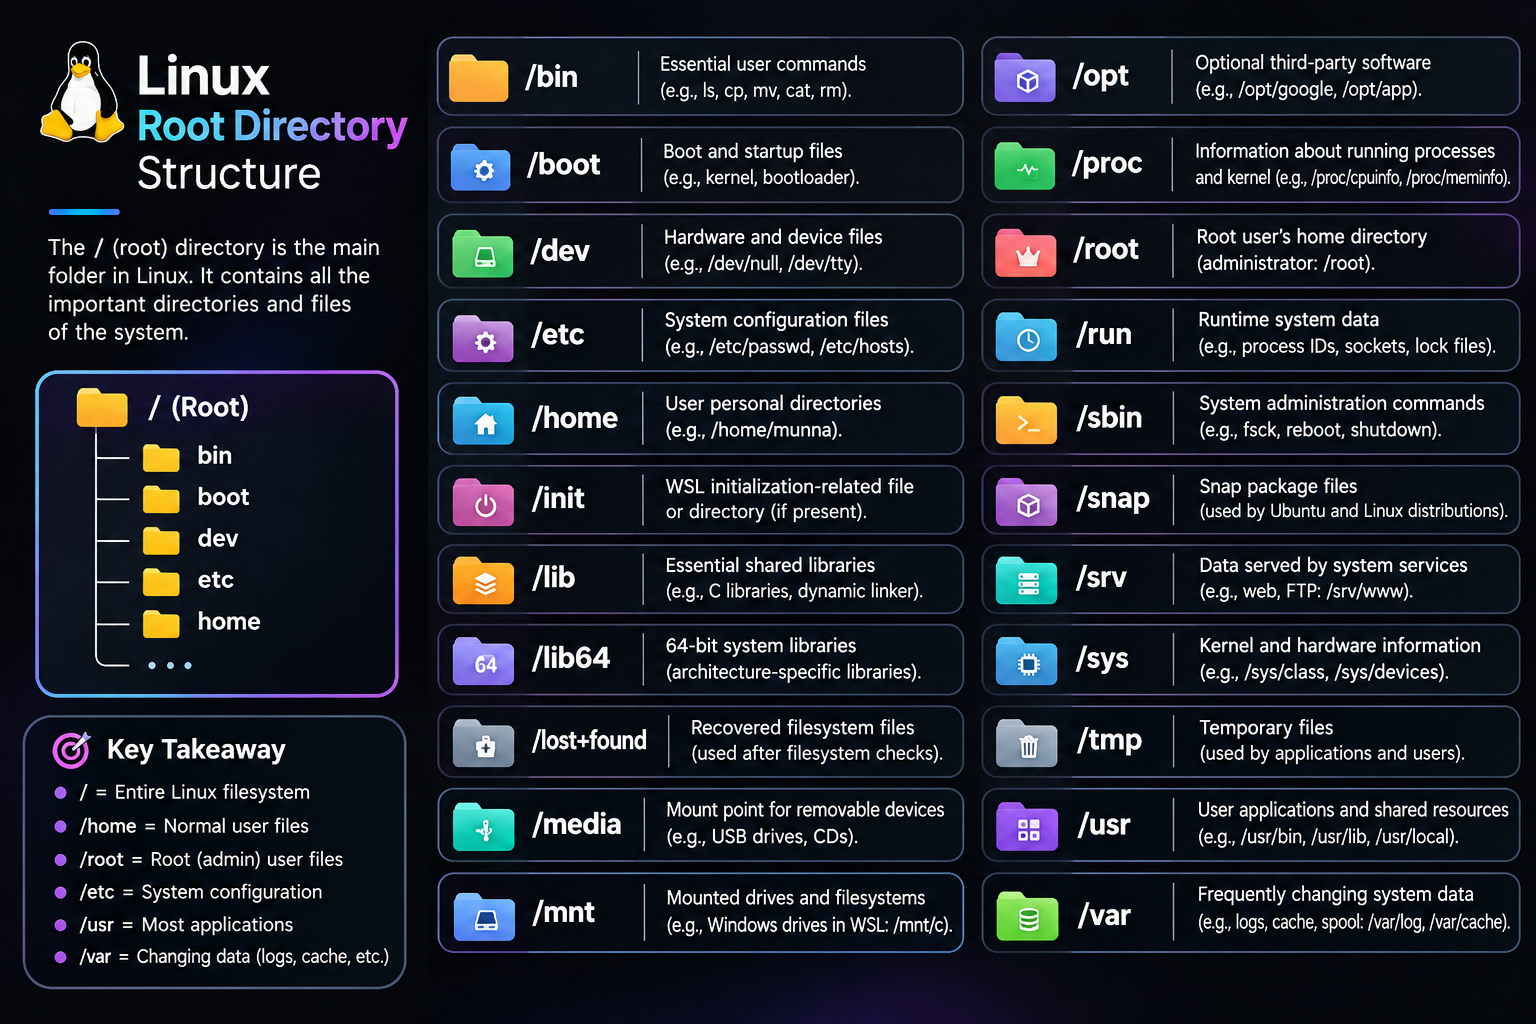 Linux
Root Directory
Structure
The / (root) directory is the main
folder in Linux. It contains all the
important directories and files
of the system.
/ (Root)
bin
boot
dev
etc
home
...
Key Takeaway
/ = Entire Linux filesystem
/home = Normal user files
/root = Root (admin) user files
/etc = System configuration
/usr = Most applications
/var = Changing data (logs, cache, etc.)
/bin
Essential user commands
(e.g., ls, cp, mv, cat, rm).
/boot
Boot and startup files
(e.g., kernel, bootloader).
/dev
Hardware and device files
(e.g., /dev/null, /dev/tty).
/etc
System configuration files
(e.g., /etc/passwd, /etc/hosts).
/home
User personal directories
(e.g., /home/munna).
/init
WSL initialization-related file
or directory (if present).
/lib
Essential shared libraries
(e.g., C libraries, dynamic linker).
64
/lib64
64-bit system libraries
(architecture-specific libraries).
/lost+found
Recovered filesystem files
(used after filesystem checks).
/media
Mount point for removable devices
(e.g., USB drives, CDs).
/mnt
Mounted drives and filesystems
(e.g., Windows drives in WSL: /mnt/c).
/opt
Optional third-party software
(e.g., /opt/google, /opt/app).
/proc
Information about running processes
and kernel (e.g., /proc/cpuinfo, /proc/meminfo).
/root
Root user's home directory
(administrator: /root).
/run
Runtime system data
(e.g., process IDs, sockets, lock files).
/sbin
System administration commands
(e.g., fsck, reboot, shutdown).
/snap
Snap package files
(used by Ubuntu and Linux distributions).
/srv
Data served by system services
(e.g., web, FTP: /srv/www).
/sys
Kernel and hardware information
(e.g., /sys/class, /sys/devices).
/tmp
Temporary files
(used by applications and users).
/usr
User applications and shared resources
(e.g., /usr/bin, /usr/lib, /usr/local).
/var
Frequently changing system data
(e.g., logs, cache, spool: /var/log, /var/cache).